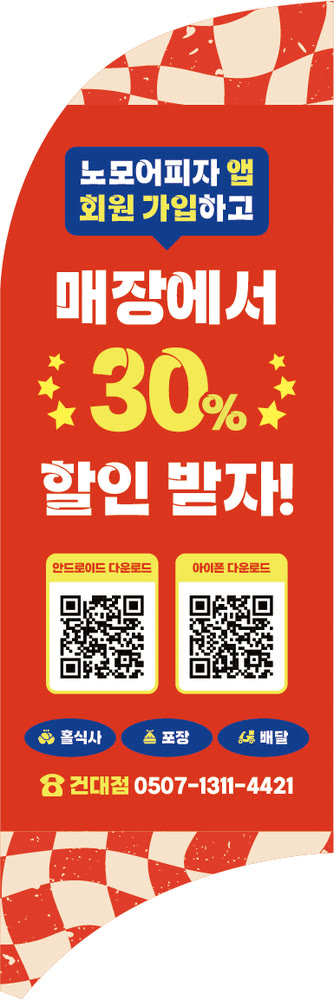 노모어피자 앱
회원 가입하고
매장에서
30%
할인 받자!
안드로이드 다운로드
아이폰 다운로드
홀식사
포장
배달
건대점 0507-1311-4421